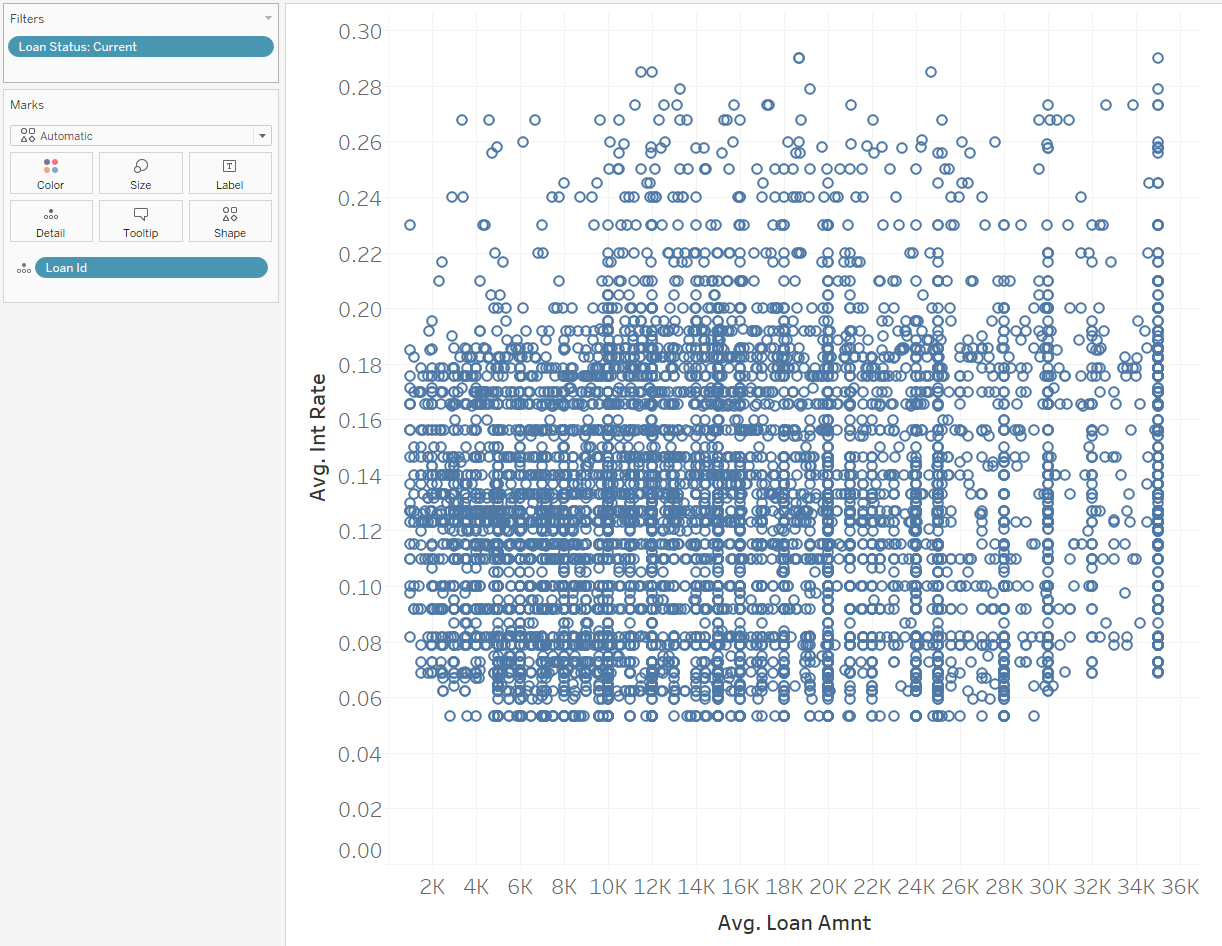 Filters
Loan Status: Current
Marks
Automatic
Color Size Label
Detail Tooltip Shape
Loan Id
Avg. Int Rate
0.30
0.28
0.26
0.24
0.22
0.20
0.18
0.16
0.14
0.12
0.10
0.08
0.06
0.04
0.02
0.00
2K 4K 6K 8K 10K 12K 14K 16K 18K 20K 22K 24K 26K 28K 30K 32K 34K 36K
Avg. Loan Amnt